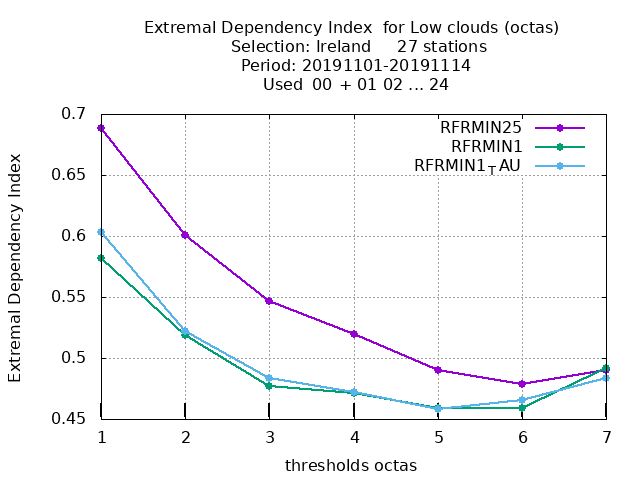 Extremal Dependency Index  for Low clouds (octas)
Selection: Ireland     27 stations
Period: 20191101-20191114
Used  00 + 01 02 ... 24
RFRMIN25
RFRMIN1
RFRMIN1TAU
0.7
0.65
0.6
0.55
0.5
0.45
Extremal Dependency Index
1 2 3 4 5 6 7
thresholds octas